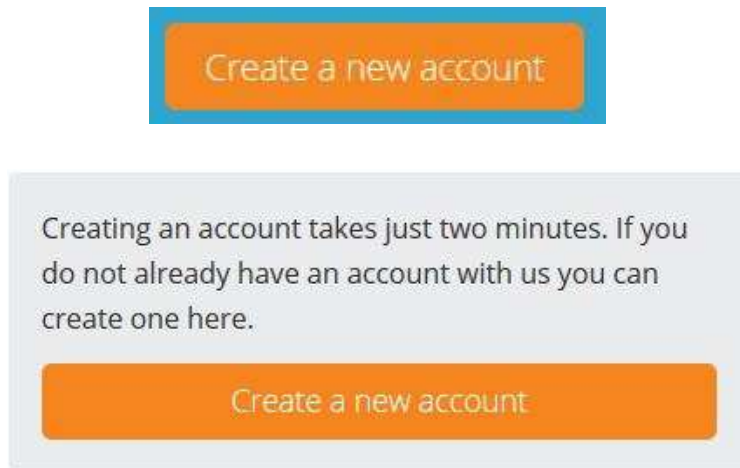 Create a new account
Creating an account takes just two minutes. If you
do not already have an account with us you can
create one here.
Create a new account